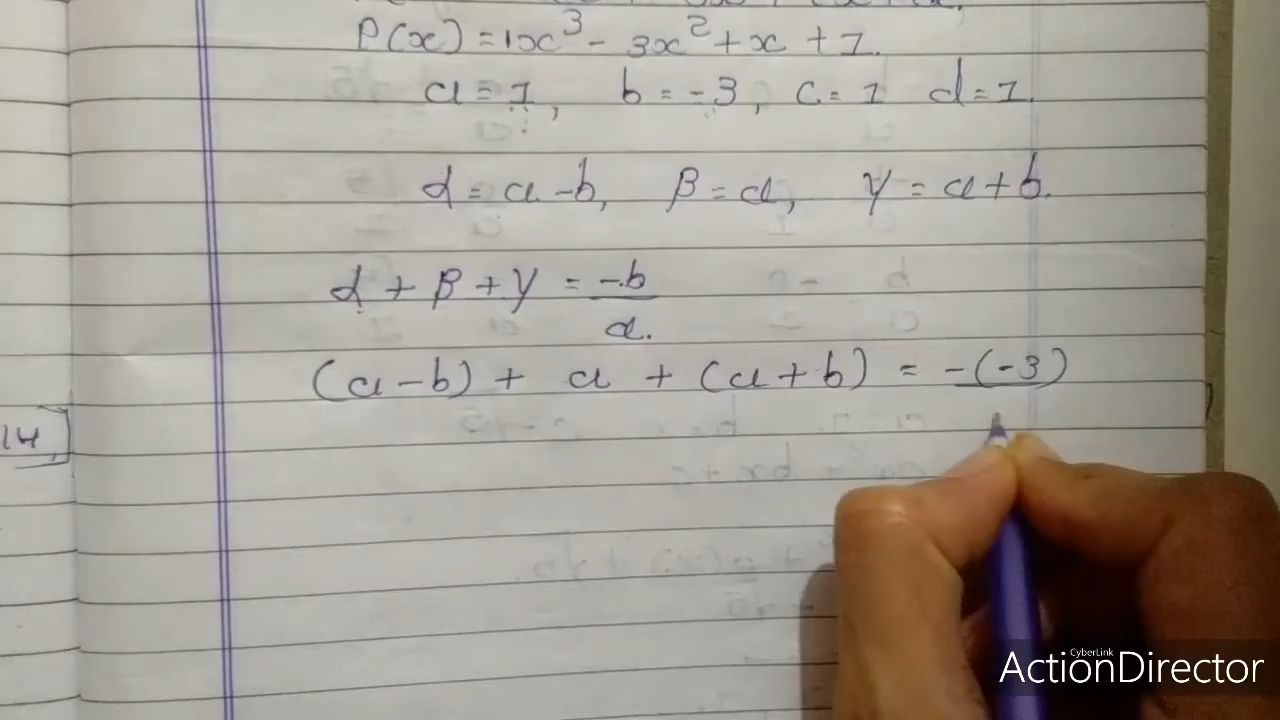 P(x) = 1x³ - 3x² + x + 1.
a = 1, b = -3, c = 1 d = 1.
α = a - b, β = a, γ = a + b.
α + β + γ = -b/a.
(a - b) + a + (a + b) = -(-3)
14
CyberLink
ActionDirector